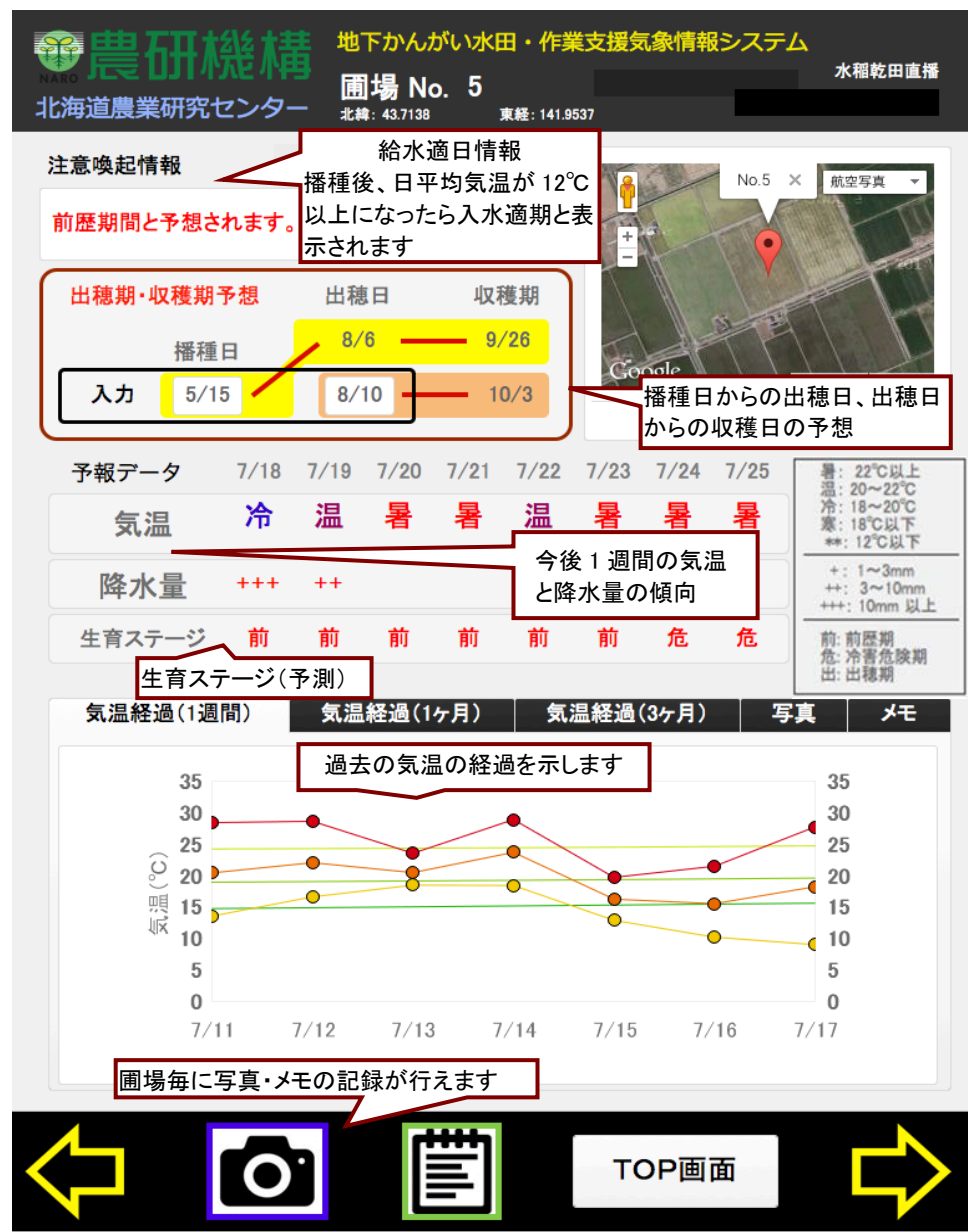 NARO
農研機構
北海道農業研究センター
地下かんがい水田・作業支援気象情報システム
圃場 No. 5
北緯: 43.7138 東経: 141.9537
水稲乾田直播
注意喚起情報
前歴期間と予想されます。
給水適日情報
播種後、日平均気温が 12℃
以上になったら入水適期と表
示されます
No.5 ×
航空写真
+
−
Google
出穂期・収穫期予想 出穂日 収穫期
8/6 9/26
播種日
入力 5/15 8/10 10/3
播種日からの出穂日、出穂日
からの収穫日の予想
予報データ 7/18 7/19 7/20 7/21 7/22 7/23 7/24 7/25
気温 冷 温 暑 暑 温 暑 暑 暑
今後 1 週間の気温
と降水量の傾向
降水量 +++ ++
生育ステージ 前 前 前 前 前 前 危 危
生育ステージ(予測)
暑: 22℃以上
温: 20〜22℃
冷: 18〜20℃
寒: 18℃以下
**: 12℃以下
+: 1〜3mm
++: 3〜10mm
+++: 10mm 以上
前: 前歴期
危: 冷害危険期
出: 出穂期
気温経過(1週間) 気温経過(1ヶ月) 気温経過(3ヶ月) 写真 メモ
過去の気温の経過を示します
気温(℃)
35 35
30 30
25 25
20 20
15 15
10 10
5 5
0 0
7/11 7/12 7/13 7/14 7/15 7/16 7/17
圃場毎に写真・メモの記録が行えます
TOP画面